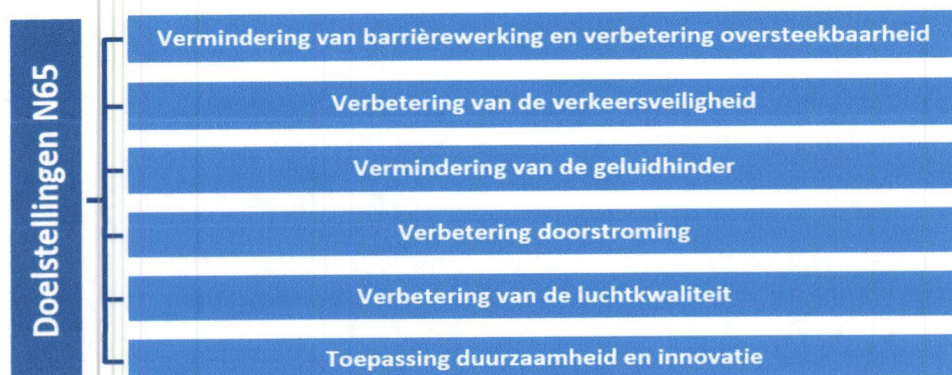 Doelstellingen N65
Vermindering van barrièrewerking en verbetering oversteekbaarheid
Verbetering van de verkeersveiligheid
Vermindering van de geluidhinder
Verbetering doorstroming
Verbetering van de luchtkwaliteit
Toepassing duurzaamheid en innovatie